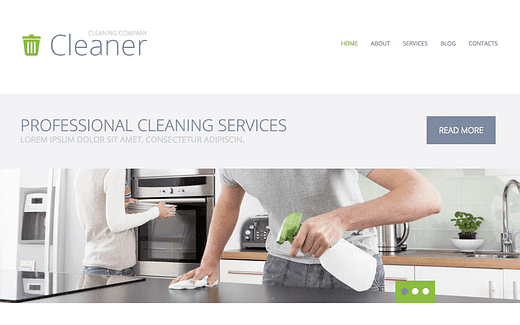 CLEANING COMPANY
Cleaner
HOME ABOUT SERVICES BLOG CONTACTS
PROFESSIONAL CLEANING SERVICES
LOREM IPSUM DOLOR SIT AMET, CONSECTETUR ADIPISCIN.
READ MORE